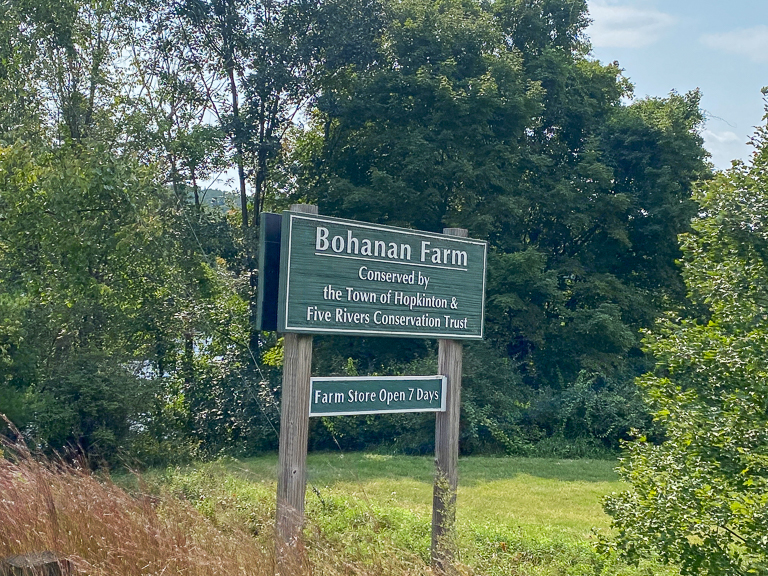 Bohanan Farm
Conserved by
the Town of Hopkinton &
Five Rivers Conservation Trust
Farm Store Open 7 Days